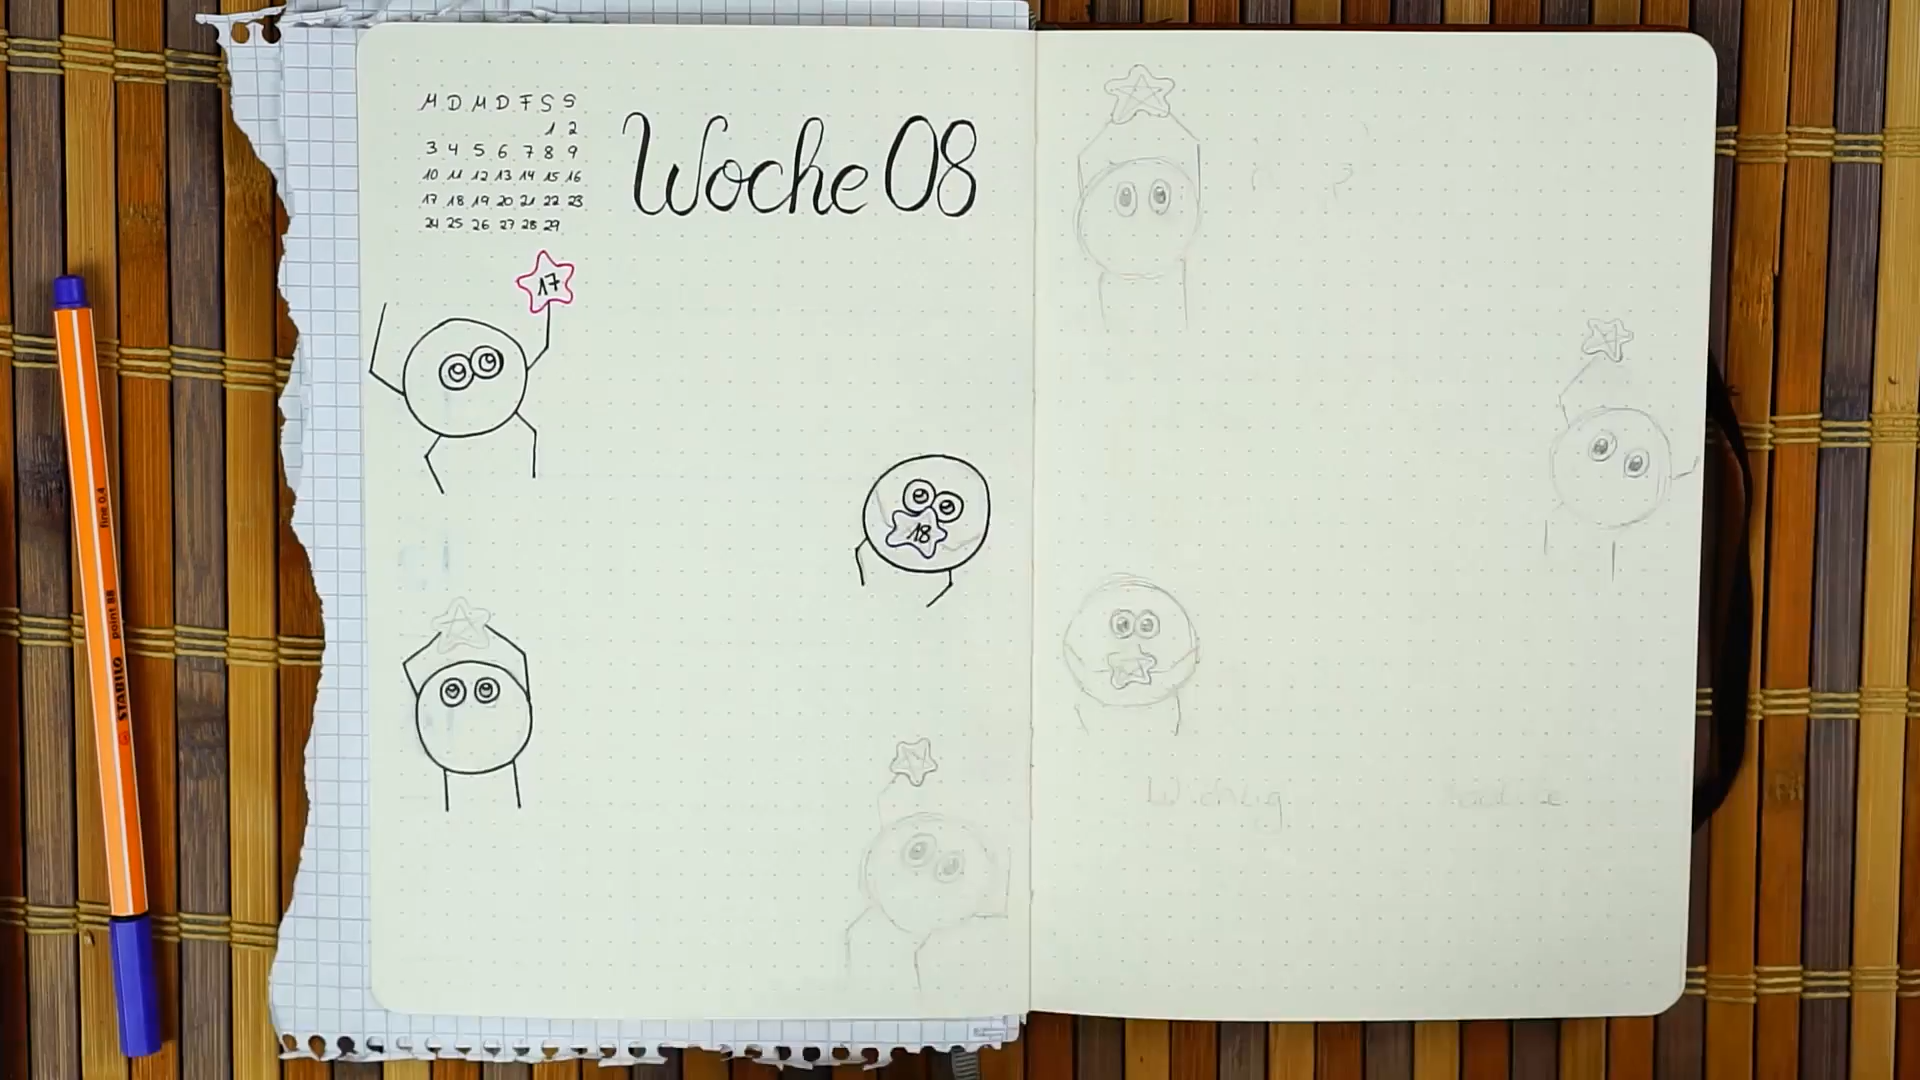 M D M D F S S
1 2
3 4 5 6 7 8 9
10 11 12 13 14 15 16
17 18 19 20 21 22 23
24 25 26 27 28 29
Woche 08
17
18
Wichtig
STABILO point 88 fine 0,4